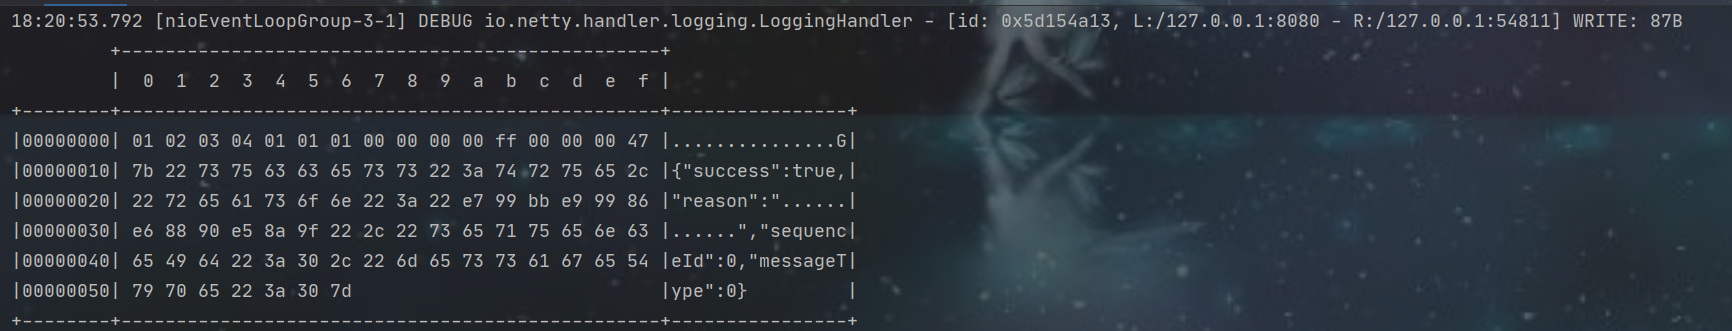 18:20:53.792 [nioEventLoopGroup-3-1] DEBUG io.netty.handler.logging.LoggingHandler - [id: 0x5d154a13, L:/127.0.0.1:8080 - R:/127.0.0.1:54811] WRITE: 87B
         +-------------------------------------------------+
         |  0  1  2  3  4  5  6  7  8  9  a  b  c  d  e  f |
+--------+-------------------------------------------------+----------------+
|00000000| 01 02 03 04 01 01 01 00 00 00 00 ff 00 00 00 47 |...............G|
|00000010| 7b 22 73 75 63 63 65 73 73 22 3a 74 72 75 65 2c |{"success":true,|
|00000020| 22 72 65 61 73 6f 6e 22 3a 22 e7 99 bb e9 99 86 |"reason":"......|
|00000030| e6 88 90 e5 8a 9f 22 2c 22 73 65 71 75 65 6e 63 |......","sequenc|
|00000040| 65 49 64 22 3a 30 2c 22 6d 65 73 73 61 67 65 54 |eId":0,"messageT|
|00000050| 79 70 65 22 3a 30 7d                            |ype":0}         |
+--------+-------------------------------------------------+----------------+